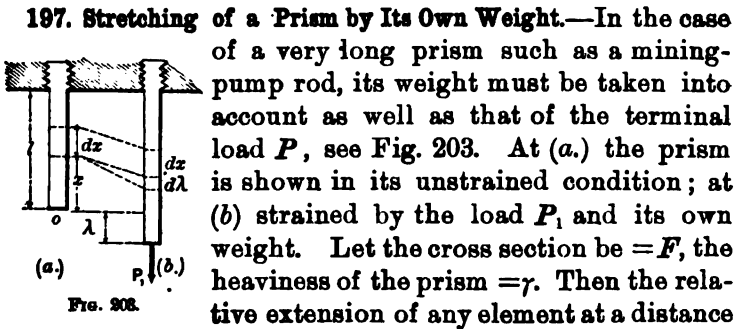 197. Stretching of a Prism by Its Own Weight.—In the case
of a very long prism such as a mining-
pump rod, its weight must be taken into
account as well as that of the terminal
load P, see Fig. 203. At (a.) the prism
is shown in its unstrained condition; at
(b) strained by the load P₁ and its own
weight. Let the cross section be =F, the
heaviness of the prism =γ. Then the rela-
tive extension of any element at a distance
l
dx
x
o
dx
dλ
λ
(a.)
P₁
(b.)
FIG. 203.